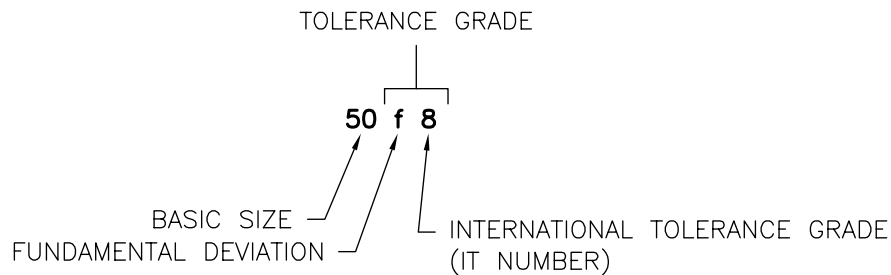 TOLERANCE GRADE
50 f 8
BASIC SIZE
FUNDAMENTAL DEVIATION
INTERNATIONAL TOLERANCE GRADE
(IT NUMBER)